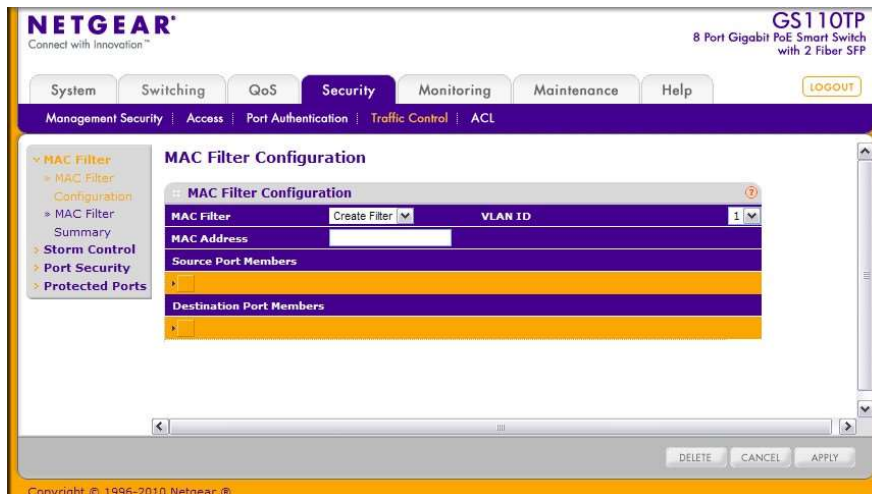 NETGEAR®
Connect with Innovation™
GS110TP
8 Port Gigabit PoE Smart Switch
with 2 Fiber SFP
System Switching QoS Security Monitoring Maintenance Help LOGOUT
Management Security | Access | Port Authentication | Traffic Control | ACL
MAC Filter
» MAC Filter
Configuration
» MAC Filter
Summary
Storm Control
Port Security
Protected Ports
MAC Filter Configuration
MAC Filter Configuration ?
MAC Filter Create Filter VLAN ID 1
MAC Address
Source Port Members
Destination Port Members
DELETE CANCEL APPLY
Copyright © 1996-2010 Netgear ®